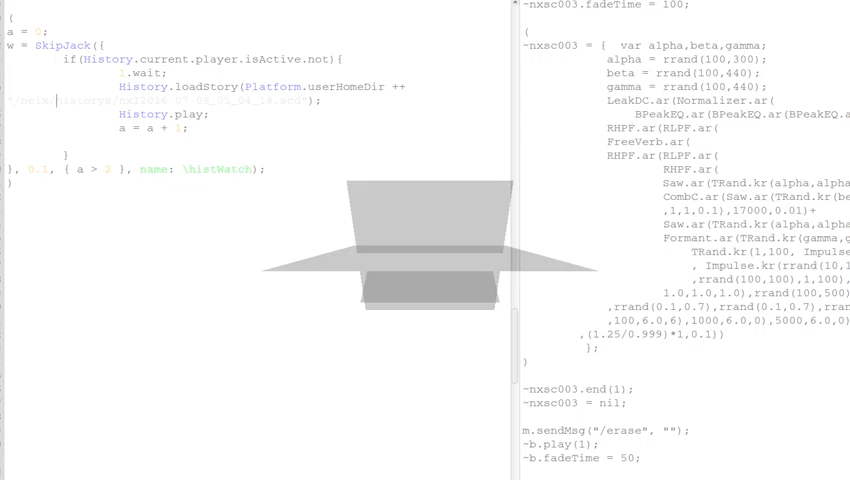 (
a = 0;
w = SkipJack({
if(History.current.player.isActive.not){
1.wait;
History.loadStory(Platform.userHomeDir ++
History.play;
a = a + 1;
}
}, 0.1, { a > 2 }, name: \histWatch);
)
~nxsc003.fadeTime = 100;
(
~nxsc003 = { var alpha,beta,gamma;
alpha = rrand(100,300);
beta = rrand(100,440);
gamma = rrand(100,440);
LeakDC.ar(Normalizer.ar(
BPeakEQ.ar(BPeakEQ.ar(BPeakEQ.a
RHPF.ar(RLPF.ar(
FreeVerb.ar(
RHPF.ar(RLPF.ar(
RHPF.ar(
Saw.ar(TRand.kr(alpha,alpha
CombC.ar(Saw.ar(TRand.kr(be
,1,1,0.1),17000,0.01)+
Saw.ar(TRand.kr(alpha,alpha
Formant.ar(TRand.kr(gamma,g
TRand.kr(1,100, Impulse
, Impulse.kr(rrand(10,1
,rrand(100,100),1,100),
1.0,1.0,1.0),rrand(100,500)
,rrand(0.1,0.7),rrand(0.1,0.7),rran
,100,6.0,6),1000,6.0,0),5000,6.0,0)
,(1.25/0.999)*1,0.1))
};
)
~nxsc003.end(1);
~nxsc003 = nil;
m.sendMsg("/erase", "");
~b.play(1);
~b.fadeTime = 50;